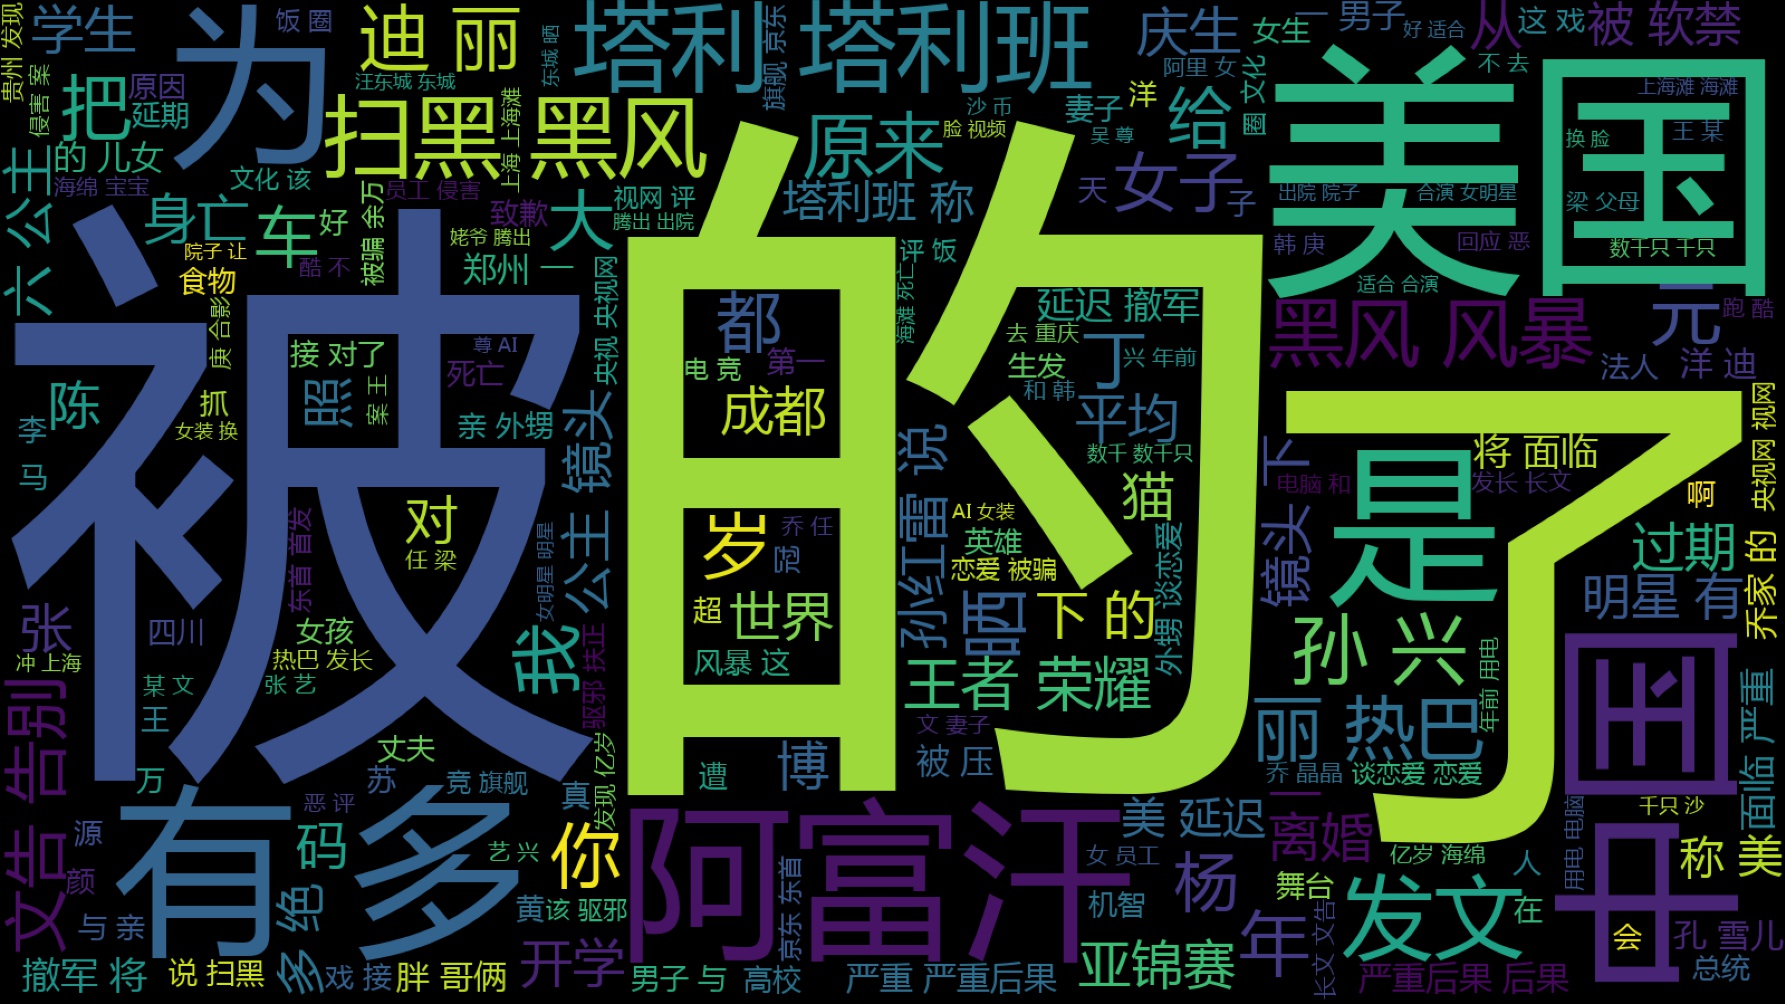 贵州 发现
学生
饭 圈
为
迪 丽
塔利 塔利班
东城 晒
旗舰 京东
庆生
女生
一 男子
好 适合
从
这 戏
被 软禁
侵害 案
把
原因
延期
汪东城 东城
扫黑 黑风
上海 上海滩
沙 币
脸 视频
妻子
洋
吴 尊
阿里 女
给
圈 文化
不 去
美国
上海滩 海滩
换 脸
王 某
六 公主
的 儿女
海绵 宝宝
文化 该
员工 侵害
被骗 余万
原来
塔利班 称
视网 评
腾出 出院
致歉
大
天
女子
子
出院 院子
合演 女明星
梁 父母
韩 庚
回应 恶
数千只 千只
适合 合演
身亡
院子 让
食物
车
好
酷 不
姥爷 腾出
郑州 一
庚 合影
央视 央视网
评 饭
海滩 死亡
被
的
了
都
延迟 撤军
去 重庆
黑风 风暴
元
跑 酷
接 对了
尊 AI
死亡
照
案 王
电 竞
第一
生发
丁
兴 年前
法人
洋 迪
陈
李
抓
女装 换
亲 外甥
镜头
成都
和 韩
平均
数千 数千只
将 面临
电脑 和
发长 长文
央视网 视网
马
对
任 梁
东首 首发
女明星 明星
公主
岁
乔 任
冠
孙红雷 说
AI 女装
英雄
恋爱 被骗
猫
外甥 谈恋爱
镜头 下
是
啊
过期
明星 有
乔家 的
张
四川
女孩
热巴 发长
冲 上海
我
驱邪 扶正
超
世界
风暴 这
晒
下 的
王者 荣耀
孙 兴
年前 用电
中国
某 文
张 艺
王
丈夫
万
苏
竞 旗舰
真
发现 亿岁
遭
博
文 妻子
被 压
丽 热巴
乔 晶晶
谈恋爱 恋爱
面临 严重
千只 沙
文告 告别
有
恶 评
多
源
码
颜
艺 兴
你
阿富汗
美 延迟
女 员工
离婚
一
亿岁 海绵
用电 电脑
称 美
与 亲
多 绝
黄
该 驱邪
京东 东首
机智
杨
舞台
人
发文
在
会
孔 雪儿
撤军 将
说 扫黑
戏 接
胖 哥俩
开学
男子 与
高校
严重 严重后果
亚锦赛
年
长文 文告
严重后果 后果
总统